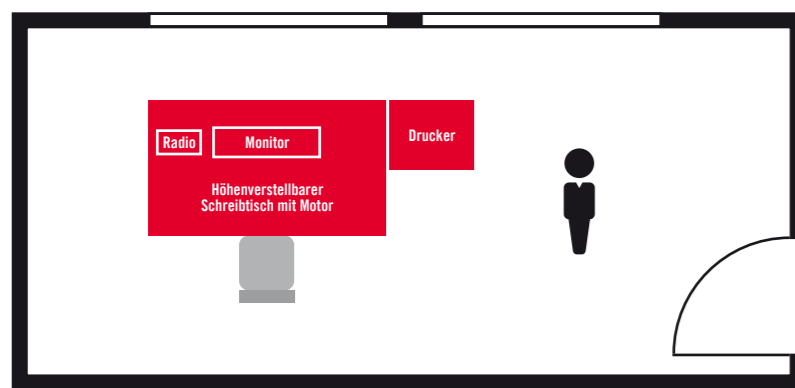 Radio
Monitor
Drucker
Höhenverstellbarer
Schreibtisch mit Motor